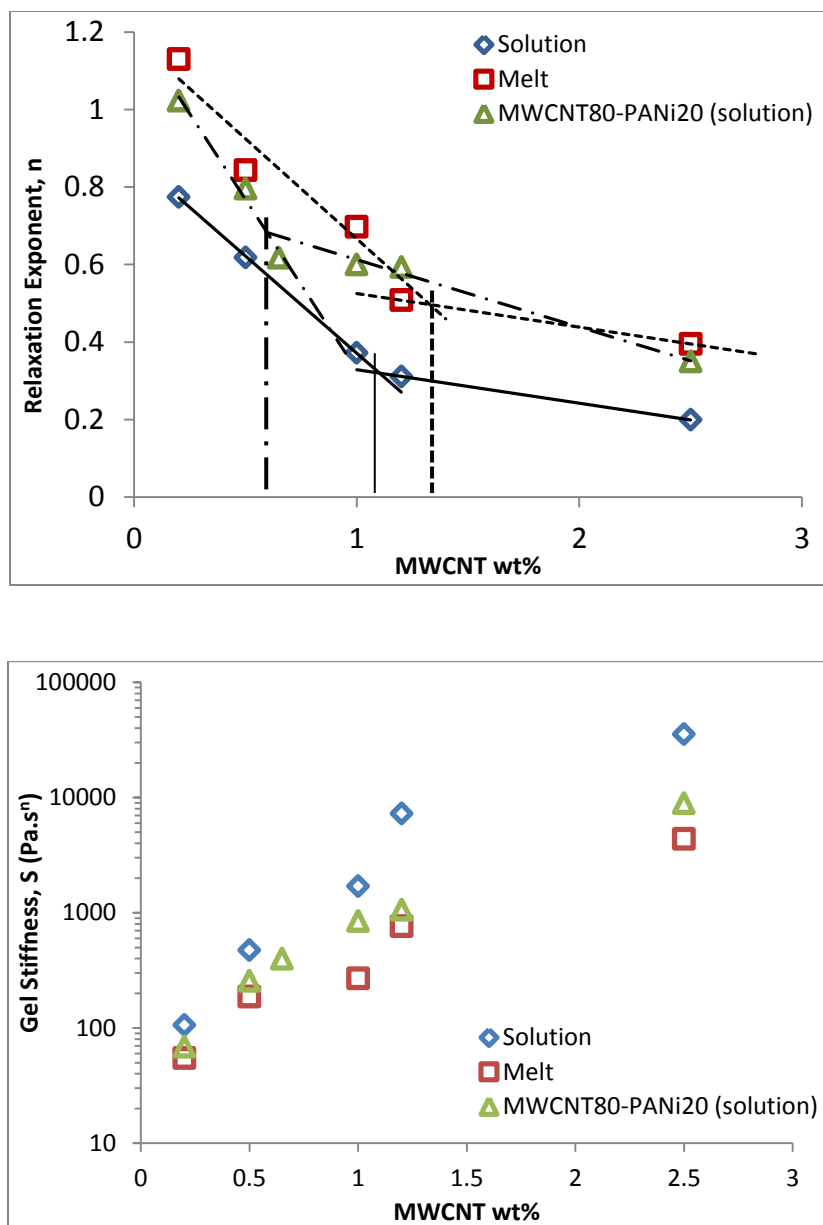 1.2
1
0.8
0.6
0.4
0.2
0
Relaxation Exponent, n
Solution
Melt
MWCNT80-PANi20 (solution)
0
1
2
3
MWCNT wt%
100000
10000
1000
100
10
Gel Stiffness, S (Pa.sⁿ)
Solution
Melt
MWCNT80-PANi20 (solution)
0
0.5
1
1.5
2
2.5
3
MWCNT wt%